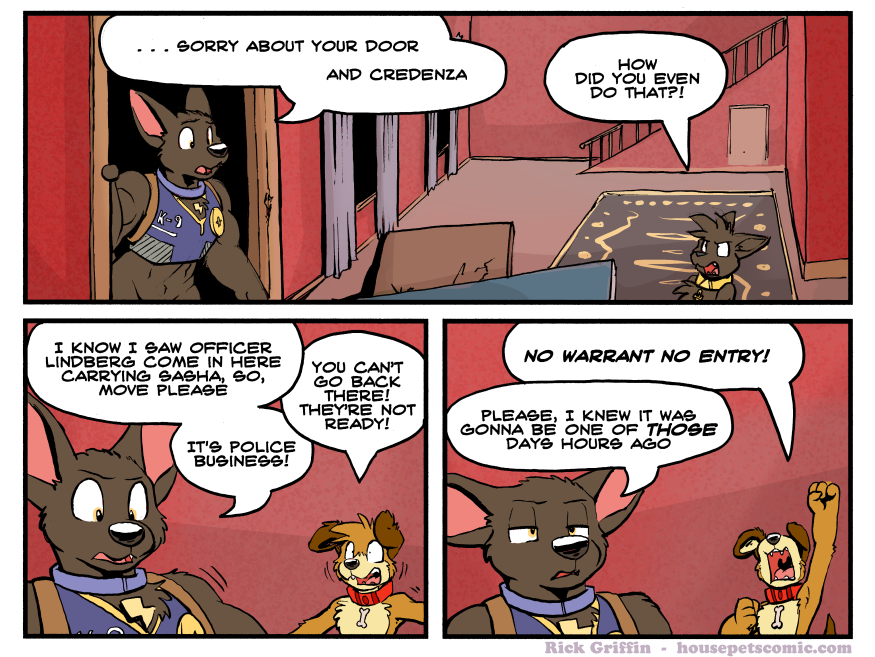 . . . SORRY ABOUT YOUR DOOR
AND CREDENZA
HOW
DID YOU EVEN
DO THAT?!
K-9
I KNOW I SAW OFFICER
LINDBERG COME IN HERE
CARRYING SASHA, SO,
MOVE PLEASE
IT'S POLICE
BUSINESS!
YOU CAN'T
GO BACK
THERE!
THEY'RE NOT
READY!
NO WARRANT NO ENTRY!
PLEASE, I KNEW IT WAS
GONNA BE ONE OF THOSE
DAYS HOURS AGO
Rick Griffin - housepetscomic.com